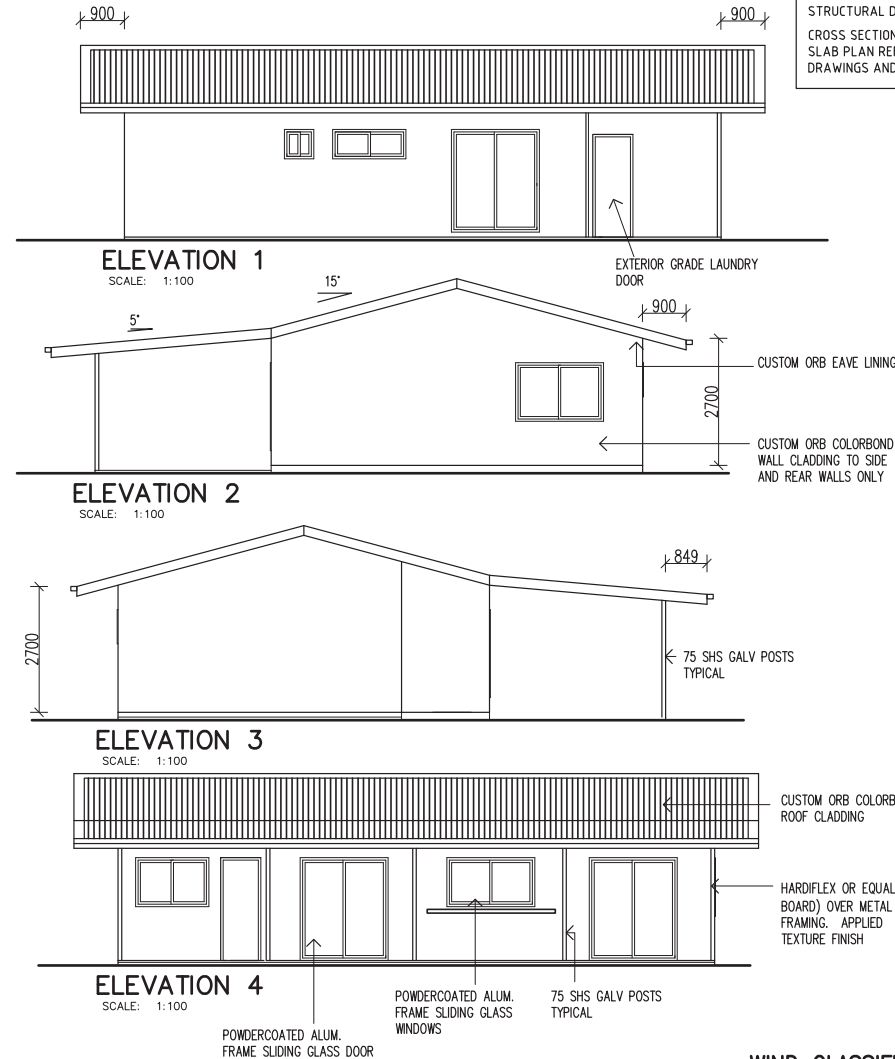 900
900
STRUCTURAL D
CROSS SECTION
SLAB PLAN REF
DRAWINGS AND
ELEVATION 1
SCALE: 1:100
EXTERIOR GRADE LAUNDRY
DOOR
5°
15°
900
CUSTOM ORB EAVE LINING
2700
CUSTOM ORB COLORBOND
WALL CLADDING TO SIDE
AND REAR WALLS ONLY
ELEVATION 2
SCALE: 1:100
849
2700
75 SHS GALV POSTS
TYPICAL
ELEVATION 3
SCALE: 1:100
CUSTOM ORB COLORB
ROOF CLADDING
HARDIFLEX OR EQUAL
BOARD) OVER METAL
FRAMING. APPLIED
TEXTURE FINISH
ELEVATION 4
SCALE: 1:100
POWDERCOATED ALUM.
FRAME SLIDING GLASS DOOR
POWDERCOATED ALUM.
FRAME SLIDING GLASS
WINDOWS
75 SHS GALV POSTS
TYPICAL